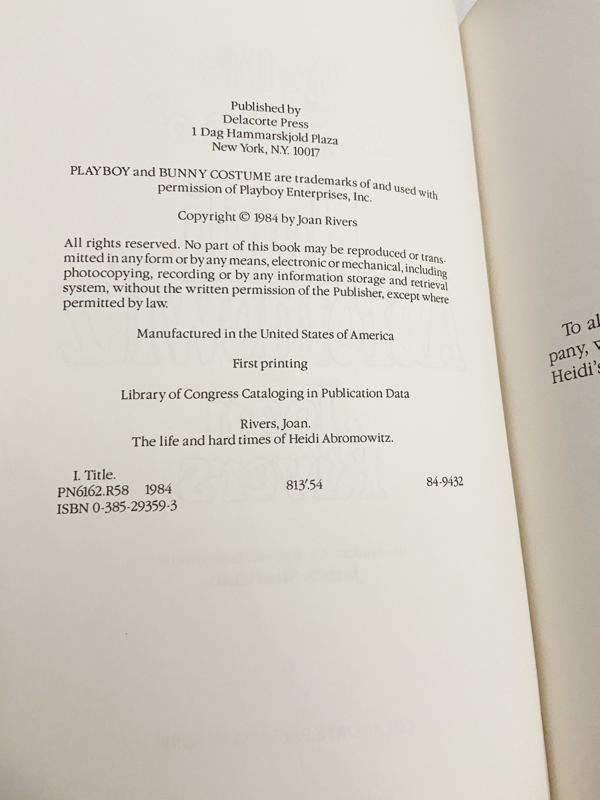 Published by
Delacorte Press
1 Dag Hammarskjold Plaza
New York, N.Y. 10017
PLAYBOY and BUNNY COSTUME are trademarks of and used with
permission of Playboy Enterprises, Inc.
Copyright © 1984 by Joan Rivers
All rights reserved. No part of this book may be reproduced or trans-
mitted in any form or by any means, electronic or mechanical, including
photocopying, recording or by any information storage and retrieval
system, without the written permission of the Publisher, except where
permitted by law.
Manufactured in the United States of America
First printing
Library of Congress Cataloging in Publication Data
Rivers, Joan.
The life and hard times of Heidi Abromowitz.
I. Title.
PN6162.R58 1984 813'.54 84-9432
ISBN 0-385-29359-3
To al
pany, w
Heidi's